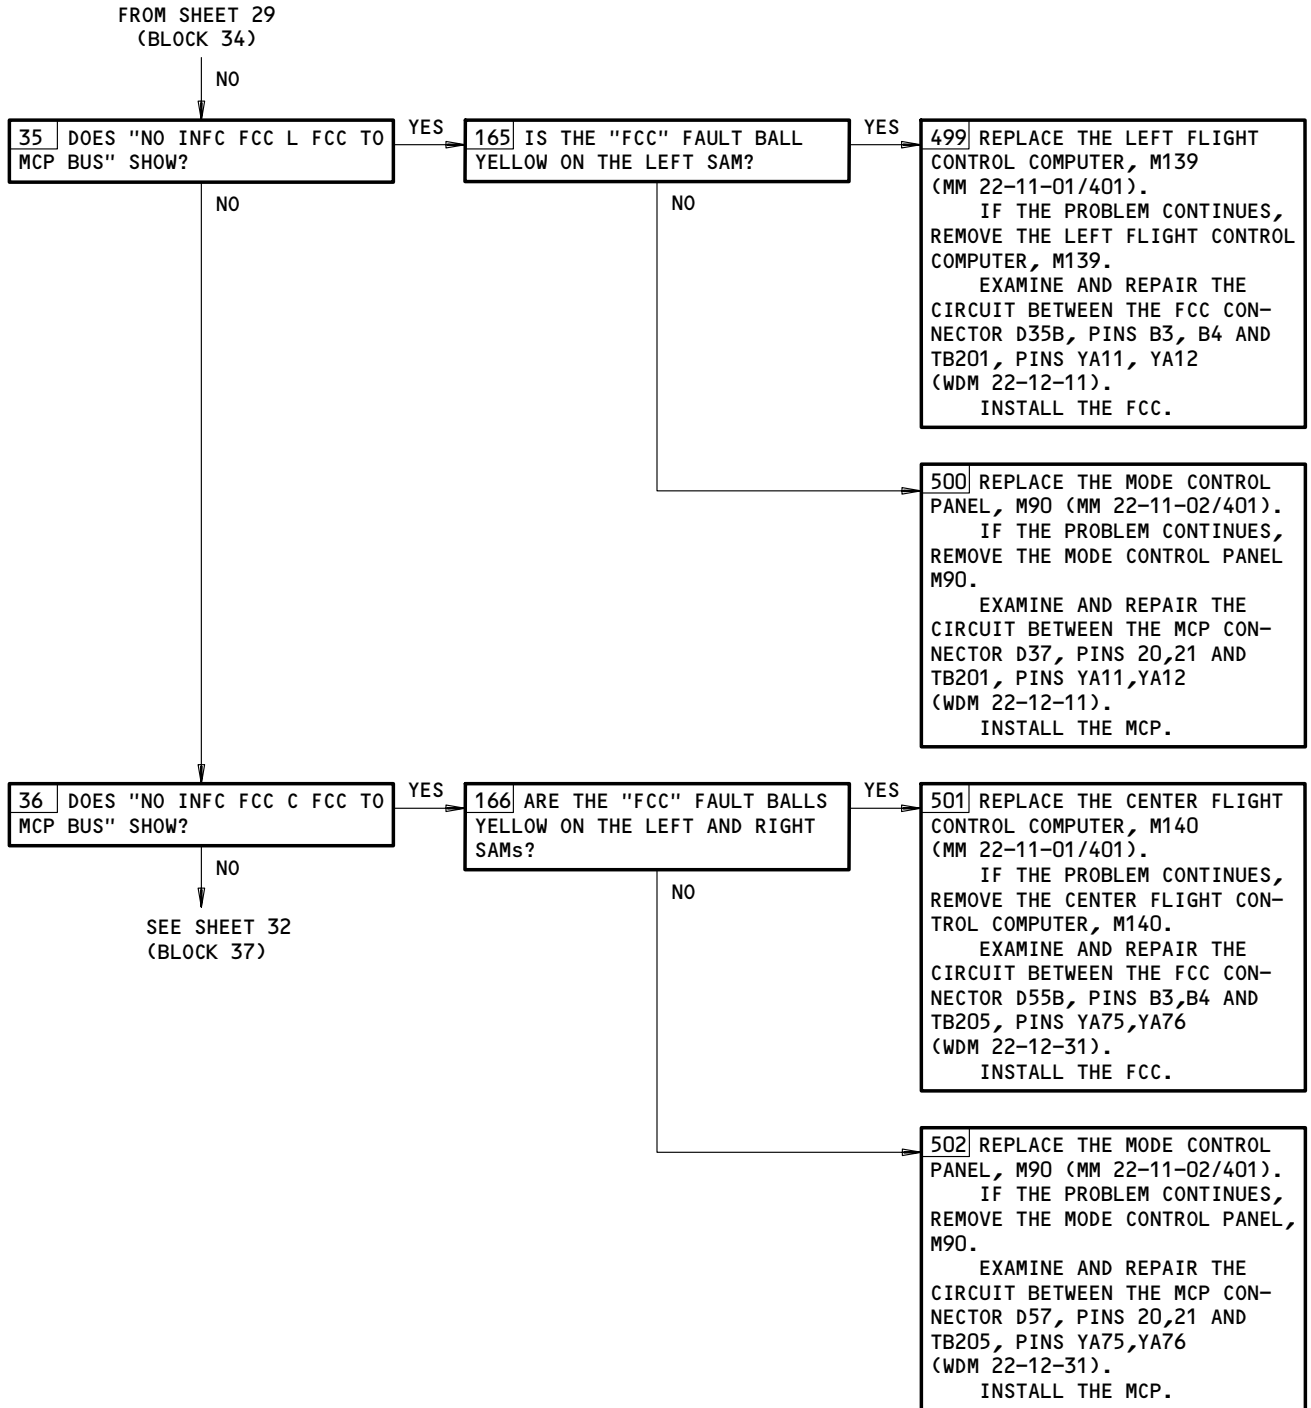 FROM SHEET 29
(BLOCK 34)
NO
35 DOES "NO INFC FCC L FCC TO
MCP BUS" SHOW?
YES
NO
165 IS THE "FCC" FAULT BALL
YELLOW ON THE LEFT SAM?
YES
NO
499 REPLACE THE LEFT FLIGHT
CONTROL COMPUTER, M139
(MM 22-11-01/401).
IF THE PROBLEM CONTINUES,
REMOVE THE LEFT FLIGHT CONTROL
COMPUTER, M139.
EXAMINE AND REPAIR THE
CIRCUIT BETWEEN THE FCC CON-
NECTOR D35B, PINS B3, B4 AND
TB201, PINS YA11, YA12
(WDM 22-12-11).
INSTALL THE FCC.
500 REPLACE THE MODE CONTROL
PANEL, M90 (MM 22-11-02/401).
IF THE PROBLEM CONTINUES,
REMOVE THE MODE CONTROL PANEL
M90.
EXAMINE AND REPAIR THE
CIRCUIT BETWEEN THE MCP CON-
NECTOR D37, PINS 20,21 AND
TB201, PINS YA11,YA12
(WDM 22-12-11).
INSTALL THE MCP.
36 DOES "NO INFC FCC C FCC TO
MCP BUS" SHOW?
YES
NO
SEE SHEET 32
(BLOCK 37)
166 ARE THE "FCC" FAULT BALLS
YELLOW ON THE LEFT AND RIGHT
SAMs?
YES
NO
501 REPLACE THE CENTER FLIGHT
CONTROL COMPUTER, M140
(MM 22-11-01/401).
IF THE PROBLEM CONTINUES,
REMOVE THE CENTER FLIGHT CON-
TROL COMPUTER, M140.
EXAMINE AND REPAIR THE
CIRCUIT BETWEEN THE FCC CON-
NECTOR D55B, PINS B3,B4 AND
TB205, PINS YA75,YA76
(WDM 22-12-31).
INSTALL THE FCC.
502 REPLACE THE MODE CONTROL
PANEL, M90 (MM 22-11-02/401).
IF THE PROBLEM CONTINUES,
REMOVE THE MODE CONTROL PANEL,
M90.
EXAMINE AND REPAIR THE
CIRCUIT BETWEEN THE MCP CON-
NECTOR D57, PINS 20,21 AND
TB205, PINS YA75,YA76
(WDM 22-12-31).
INSTALL THE MCP.